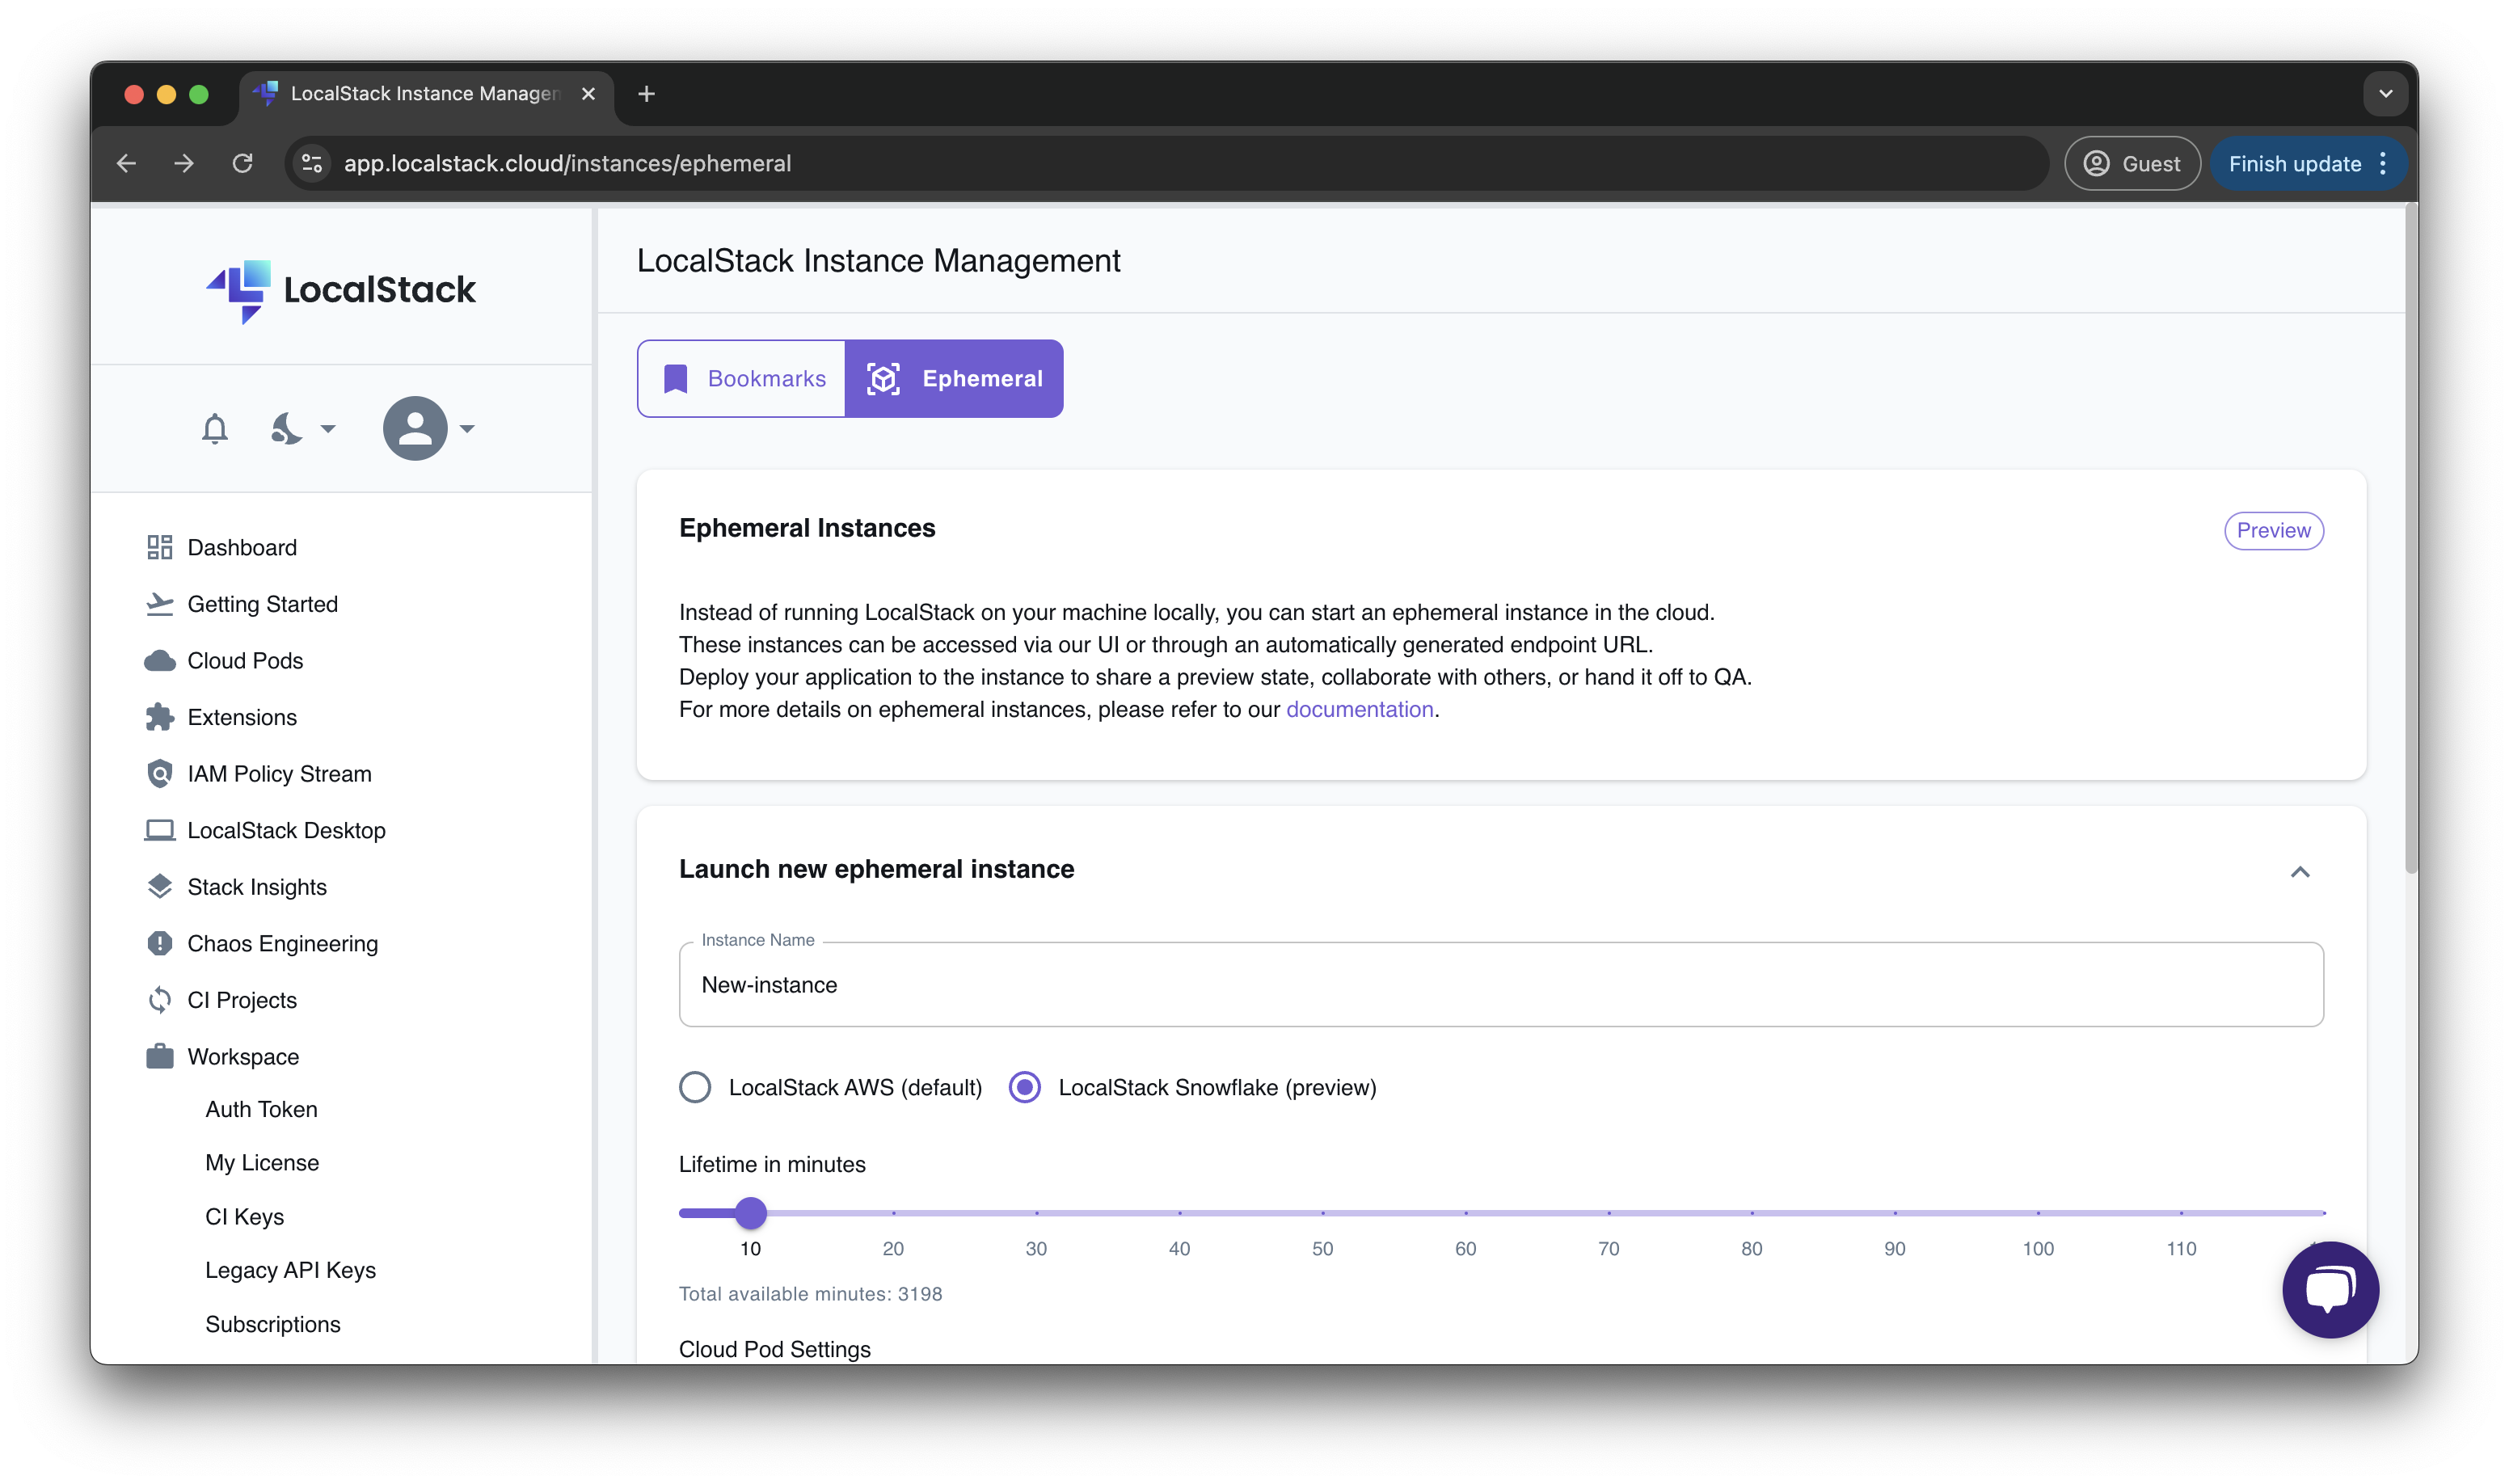 LocalStack Instance Managen
app.localstack.cloud/instances/ephemeral
Guest
Finish update
LocalStack
Dashboard
Getting Started
Cloud Pods
Extensions
IAM Policy Stream
LocalStack Desktop
Stack Insights
Chaos Engineering
CI Projects
Workspace
Auth Token
My License
CI Keys
Legacy API Keys
Subscriptions
LocalStack Instance Management
Bookmarks
Ephemeral
Ephemeral Instances
Preview
Instead of running LocalStack on your machine locally, you can start an ephemeral instance in the cloud.
These instances can be accessed via our UI or through an automatically generated endpoint URL.
Deploy your application to the instance to share a preview state, collaborate with others, or hand it off to QA.
For more details on ephemeral instances, please refer to our documentation.
Launch new ephemeral instance
Instance Name
New-instance
LocalStack AWS (default)
LocalStack Snowflake (preview)
Lifetime in minutes
10 20 30 40 50 60 70 80 90 100 110
Total available minutes: 3198
Cloud Pod Settings